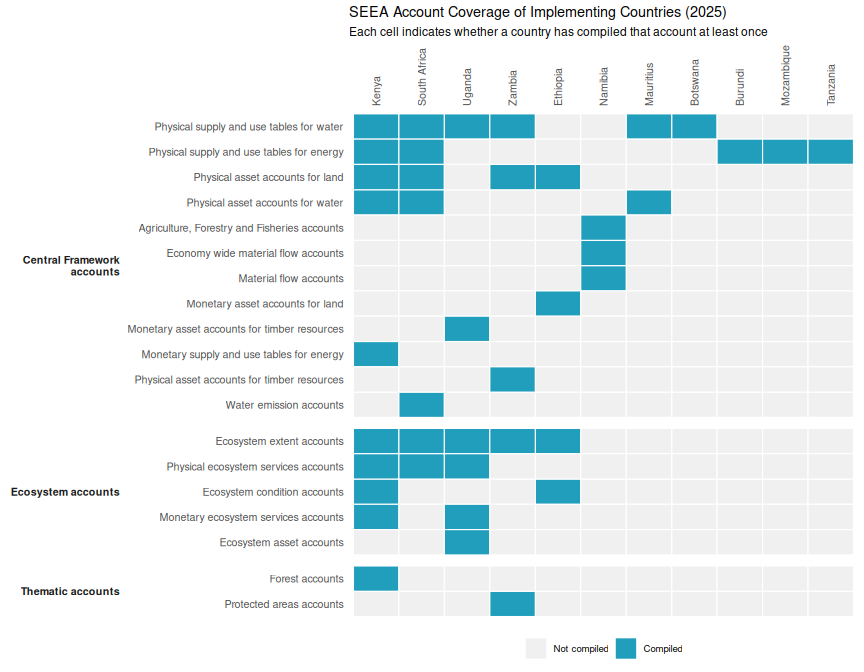 SEEA Account Coverage of Implementing Countries (2025)
Each cell indicates whether a country has compiled that account at least once
Kenya
South Africa
Uganda
Zambia
Ethiopia
Namibia
Mauritius
Botswana
Burundi
Mozambique
Tanzania
Central Framework
accounts
Physical supply and use tables for water
Physical supply and use tables for energy
Physical asset accounts for land
Physical asset accounts for water
Agriculture, Forestry and Fisheries accounts
Economy wide material flow accounts
Material flow accounts
Monetary asset accounts for land
Monetary asset accounts for timber resources
Monetary supply and use tables for energy
Physical asset accounts for timber resources
Water emission accounts
Ecosystem accounts
Ecosystem extent accounts
Physical ecosystem services accounts
Ecosystem condition accounts
Monetary ecosystem services accounts
Ecosystem asset accounts
Thematic accounts
Forest accounts
Protected areas accounts
Not compiled
Compiled